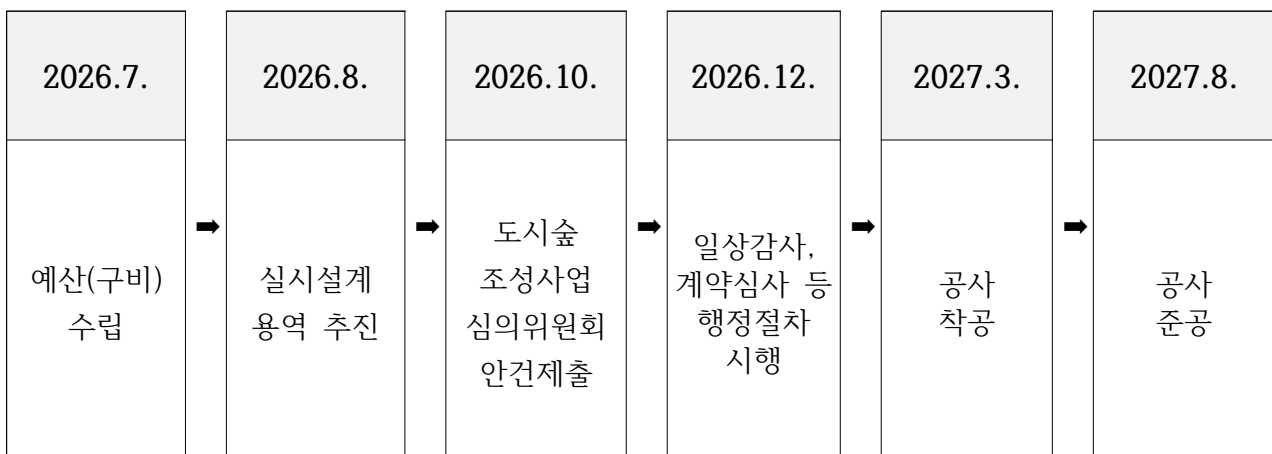 2026.7.
2026.8.
2026.10.
2026.12.
2027.3.
2027.8.
예산(구비)
수립
➡
실시설계
용역 추진
➡
도시숲
조성사업
심의위원회
안건제출
➡
일상감사,
계약심사 등
행정절차
시행
➡
공사
착공
➡
공사
준공